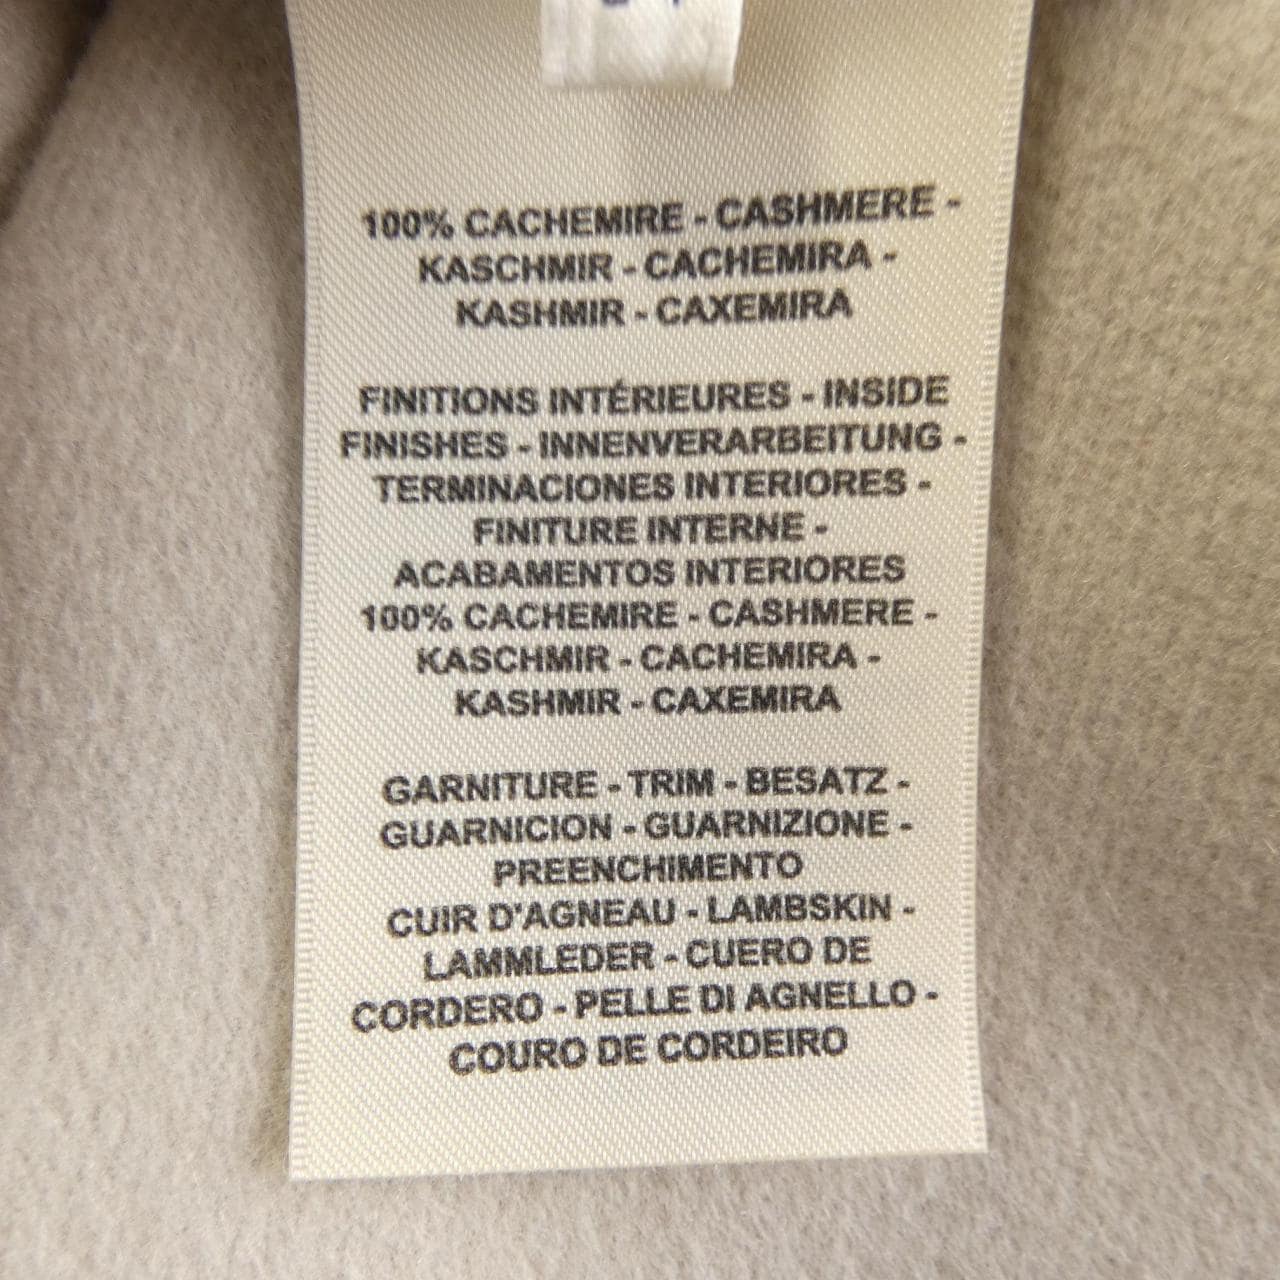 100% CACHEMIRE - CASHMERE -
KASCHMIR - CACHEMIRA -
KASHMIR - CAXEMIRA
FINITIONS INTÉRIEURES - INSIDE
FINISHES - INNENVERARBEITUNG -
TERMINACIONES INTERIORES -
FINITURE INTERNE -
ACABAMENTOS INTERIORES
100% CACHEMIRE - CASHMERE -
KASCHMIR - CACHEMIRA -
KASHMIR - CAXEMIRA
GARNITURE - TRIM - BESATZ -
GUARNICION - GUARNIZIONE -
PREENCHIMENTO
CUIR D'AGNEAU - LAMBSKIN -
LAMMLEDER - CUERO DE
CORDERO - PELLE DI AGNELLO -
COURO DE CORDEIRO